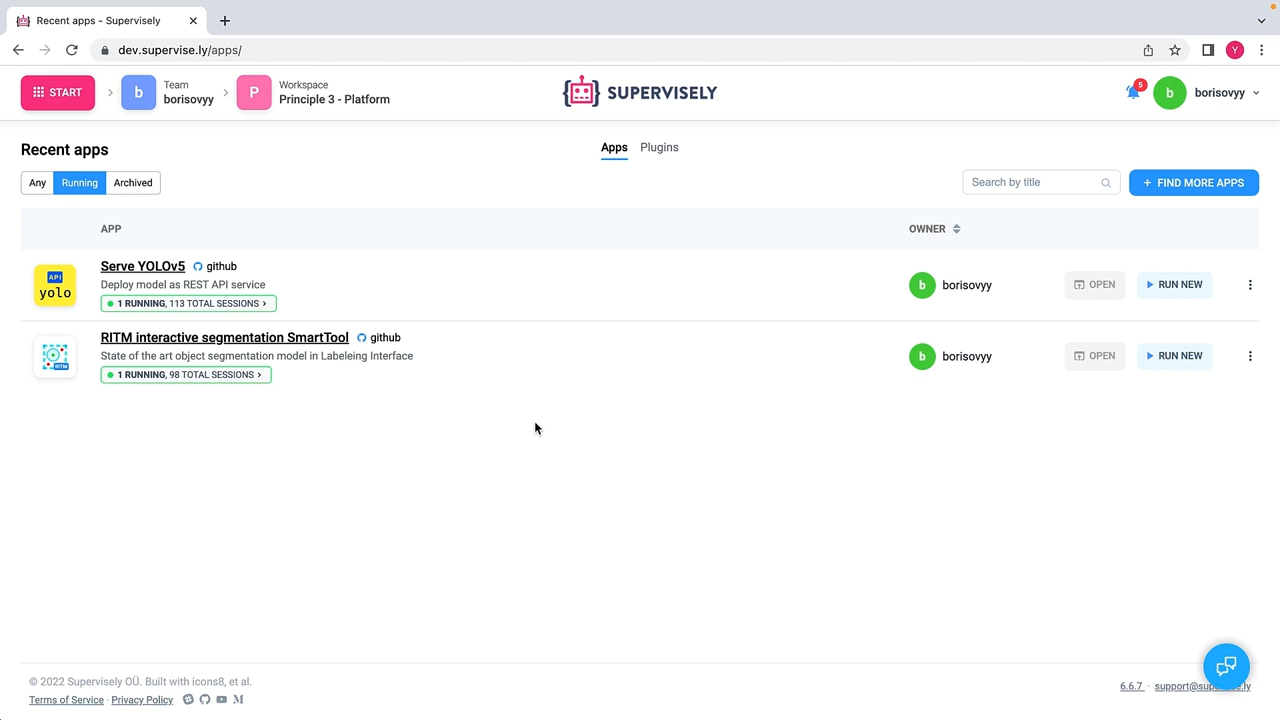 Recent apps - Supervisely
dev.supervise.ly/apps/
Y
START
b
Team
borisovyy
P
Workspace
Principle 3 - Platform
SUPERVISELY
5
b
borisovyy
Recent apps
Apps
Plugins
Any
Running
Archived
Search by title
+ FIND MORE APPS
APP
OWNER
API
yolo
Serve YOLOv5
github
Deploy model as REST API service
1 RUNNING, 113 TOTAL SESSIONS
b
borisovyy
OPEN
RUN NEW
RITM
RITM interactive segmentation SmartTool
github
State of the art object segmentation model in Labeleing Interface
1 RUNNING, 98 TOTAL SESSIONS
b
borisovyy
OPEN
RUN NEW
© 2022 Supervisely OÜ. Built with icons8, et al.
Terms of Service · Privacy Policy
6.6.7 ·